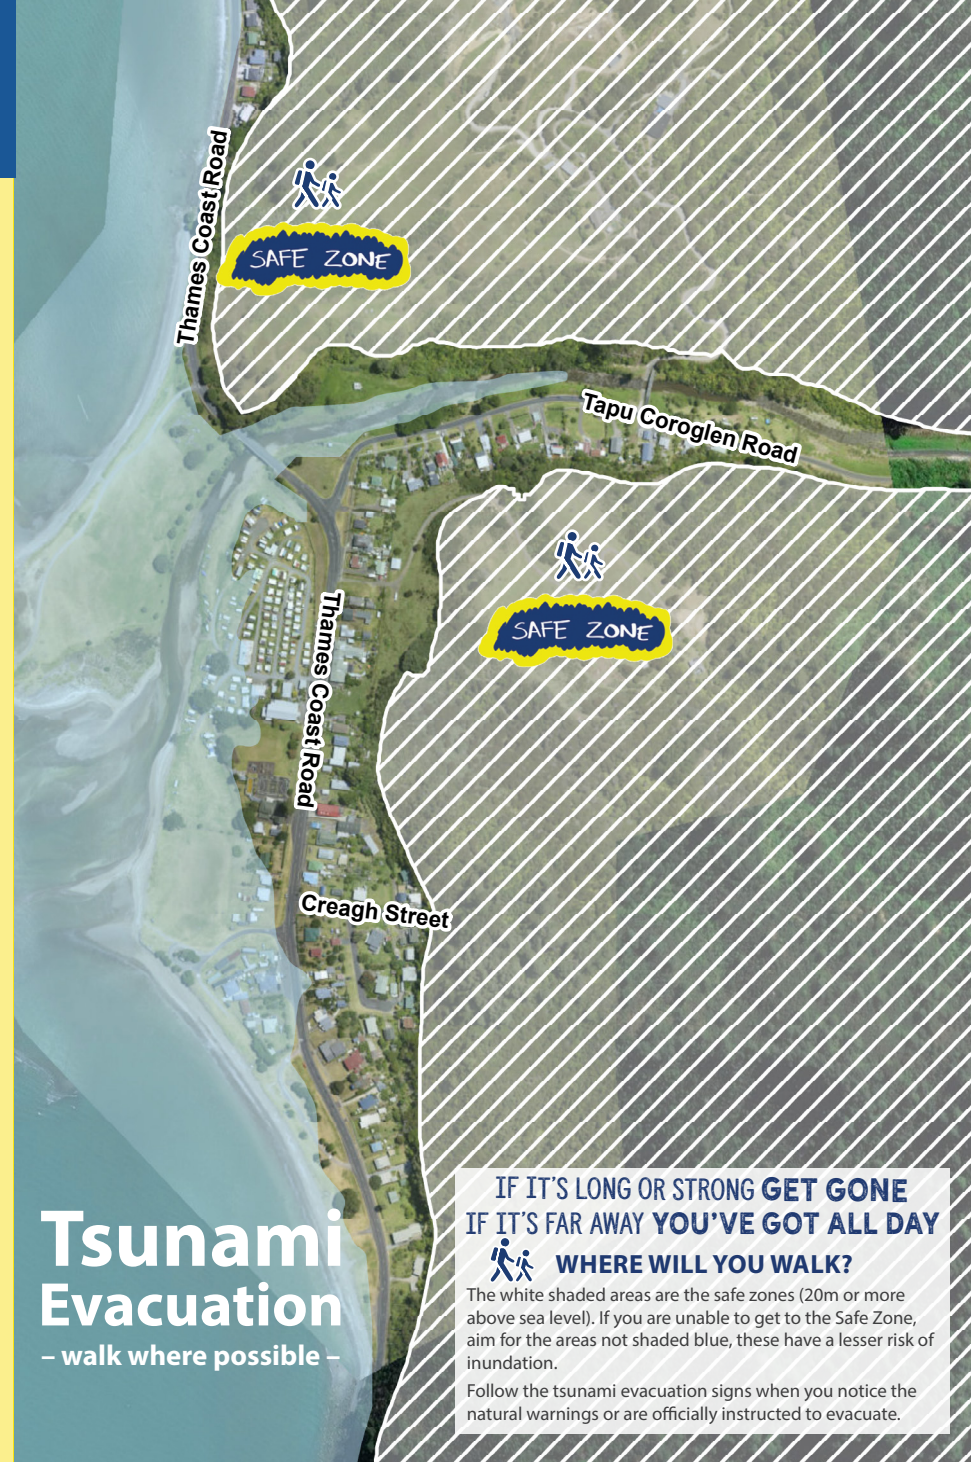 Thames Coast Road
SAFE ZONE
Tapu Coroglen Road
SAFE ZONE
Thames Coast Road
Creagh Street
Tsunami
Evacuation
– walk where possible –
IF IT'S LONG OR STRONG GET GONE
IF IT'S FAR AWAY YOU'VE GOT ALL DAY
WHERE WILL YOU WALK?
The white shaded areas are the safe zones (20m or more
above sea level). If you are unable to get to the Safe Zone,
aim for the areas not shaded blue, these have a lesser risk of
inundation.
Follow the tsunami evacuation signs when you notice the
natural warnings or are officially instructed to evacuate.